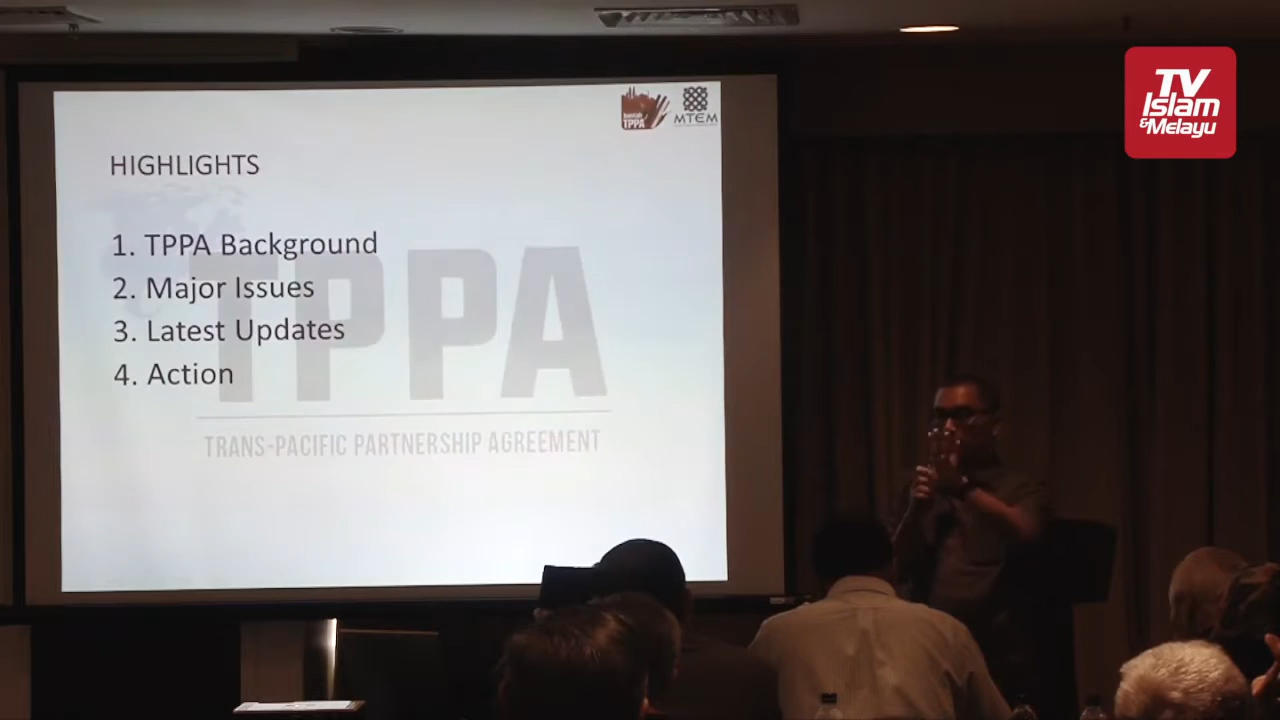 bantah
TPPA
MTEM
HIGHLIGHTS
1. TPPA Background
2. Major Issues
3. Latest Updates
4. Action
TPPA
TRANS-PACIFIC PARTNERSHIP AGREEMENT
TV
Islam
&Melayu